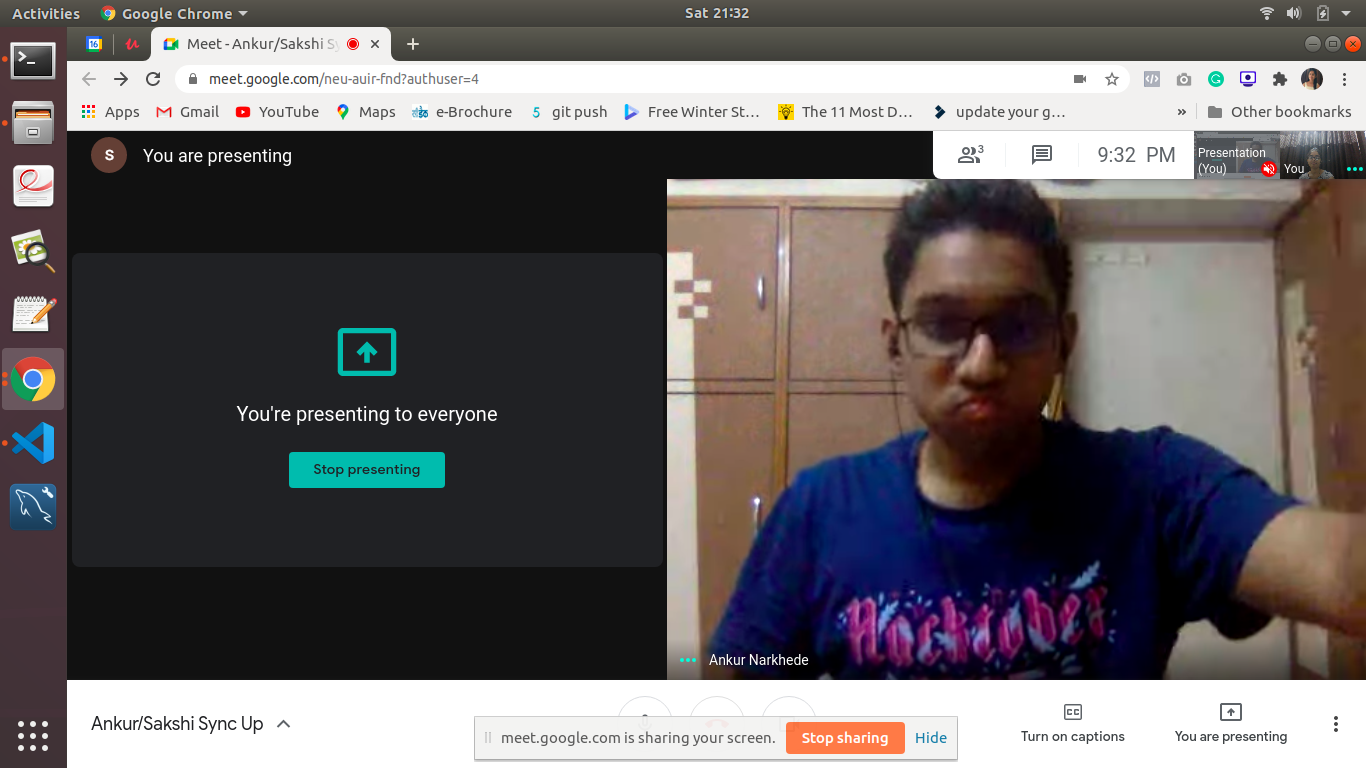 Activities
Google Chrome
Sat 21:32
16
Meet - Ankur/Sakshi Sy
meet.google.com/neu-auir-fnd?authuser=4
Apps
Gmail
YouTube
Maps
e-Brochure
5
git push
Free Winter St…
The 11 Most D…
update your g…
»
Other bookmarks
S
You are presenting
3
9:32 PM
Presentation
(You)
You
You're presenting to everyone
Stop presenting
Hacktober
Ankur Narkhede
Ankur/Sakshi Sync Up
meet.google.com is sharing your screen.
Stop sharing
Hide
CC
Turn on captions
You are presenting